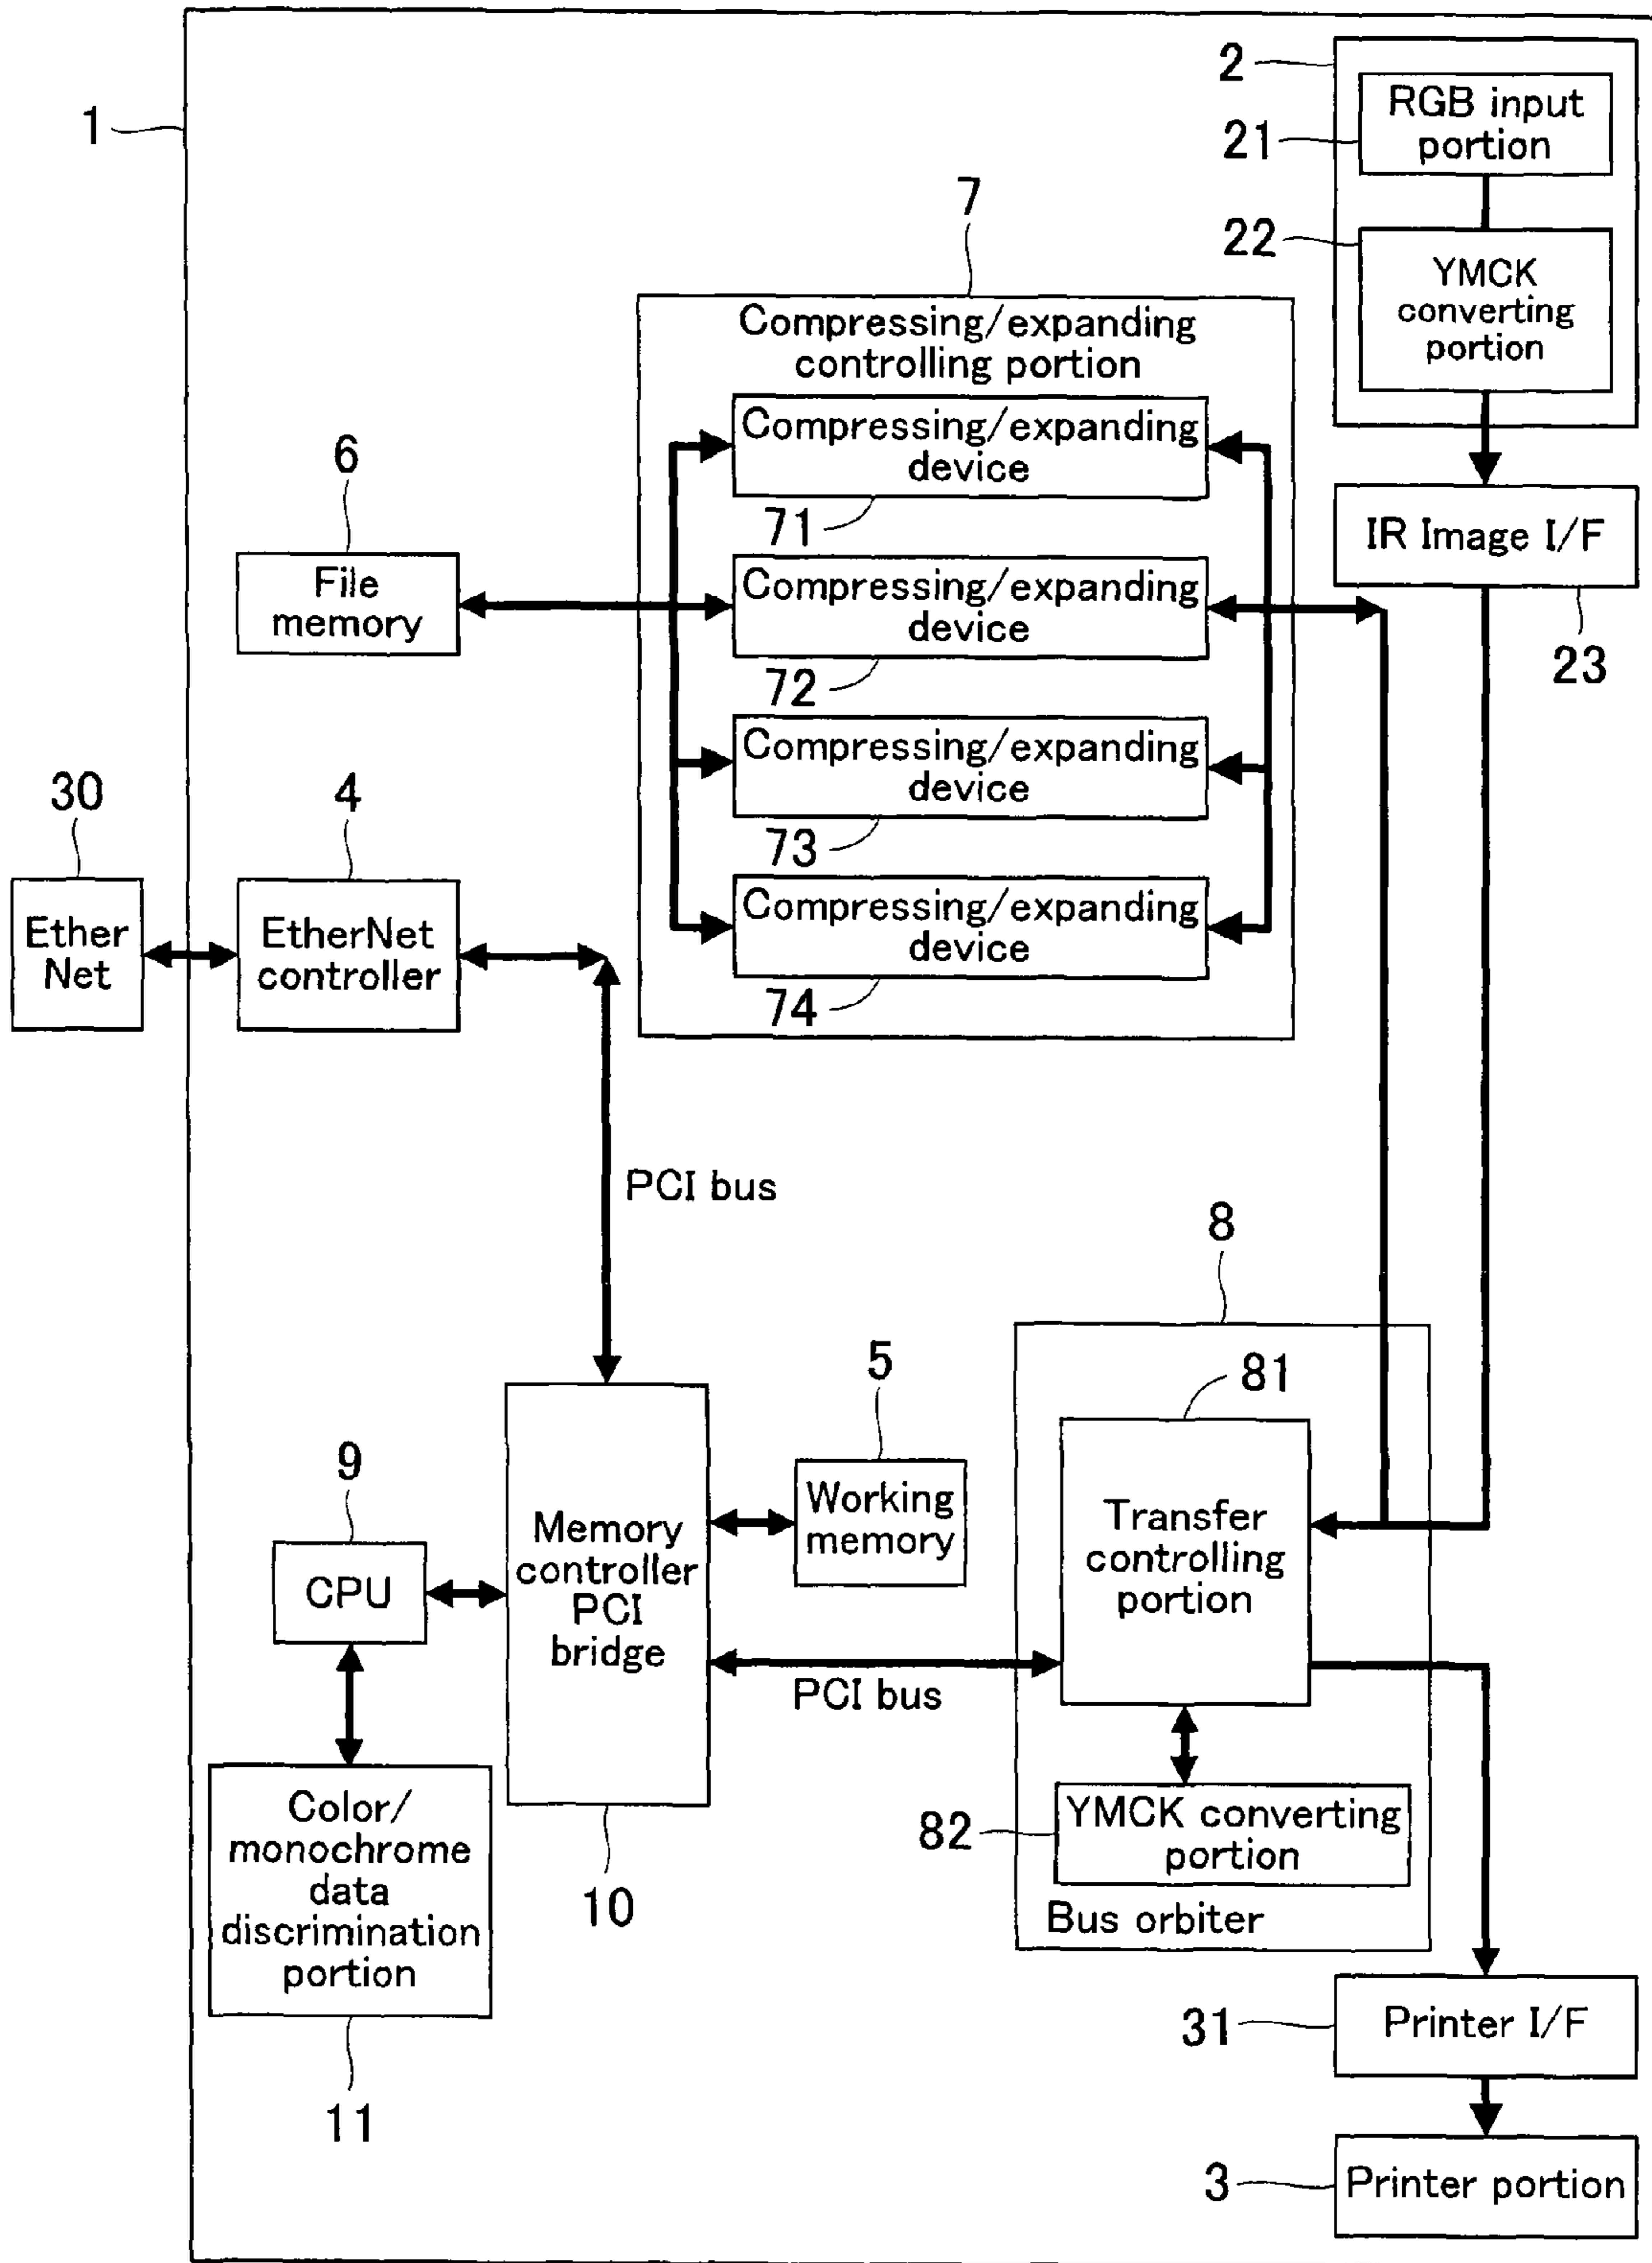 1
2
21
RGB input
portion
22
YMCK
converting
portion
7
Compressing/expanding
controlling portion
Compressing/expanding
device
71
Compressing/expanding
device
72
Compressing/expanding
device
73
Compressing/expanding
device
74
IR Image I/F
23
6
File
memory
30
Ether
Net
4
EtherNet
controller
PCI bus
8
81
Transfer
controlling
portion
5
Working
memory
9
CPU
Memory
controller
PCI
bridge
10
PCI bus
82
YMCK converting
portion
Bus orbiter
Color/
monochrome
data
discrimination
portion
11
31
Printer I/F
3
Printer portion